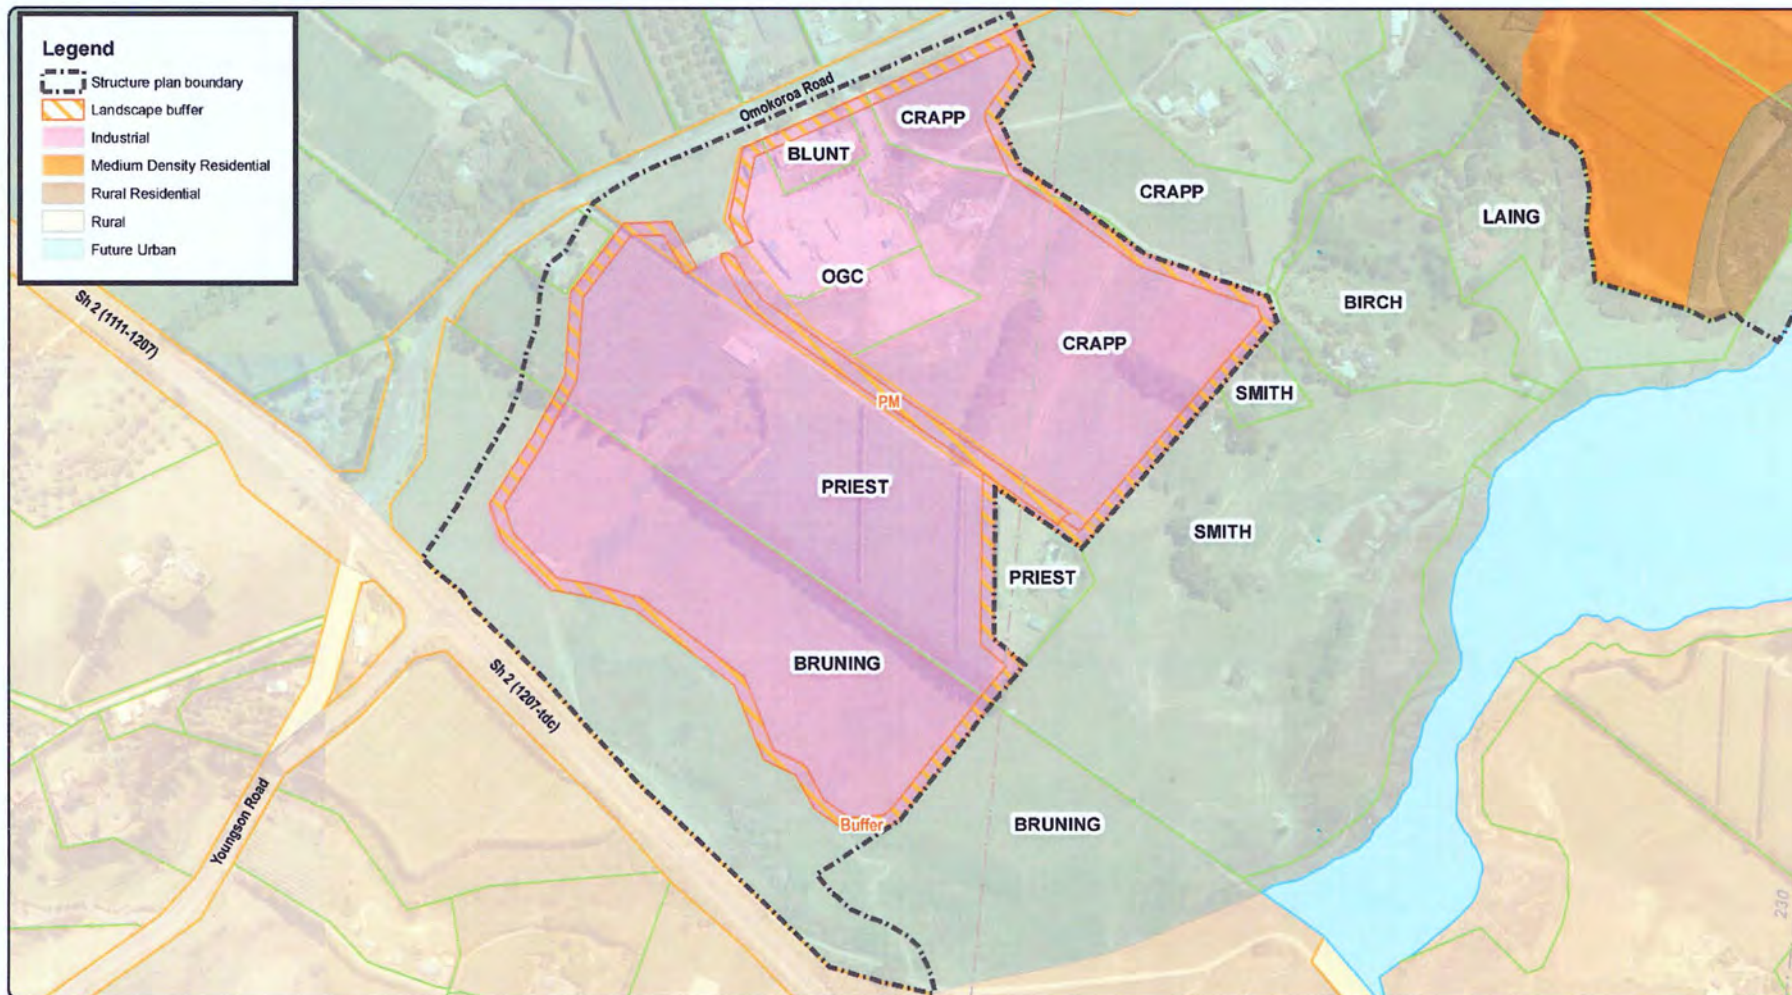 Legend
Structure plan boundary
Landscape buffer
Industrial
Medium Density Residential
Rural Residential
Rural
Future Urban
Omokoroa Road
CRAPP
BLUNT
CRAPP
LAING
OGC
BIRCH
Sh 2 (1111-1207)
CRAPP
SMITH
PM
PRIEST
SMITH
PRIEST
BRUNING
Sh 2 (1207-tdc)
Youngson Road
Buffer
BRUNING
230